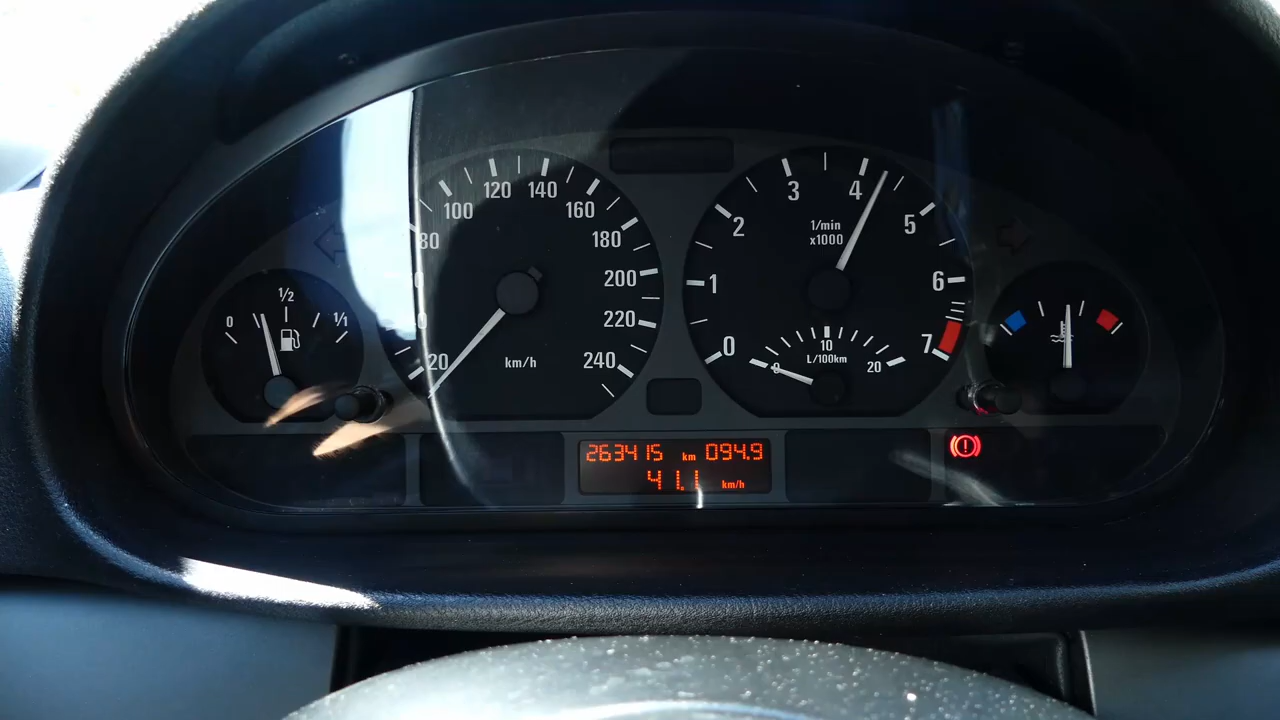 0 1/2 1/1
20 80 100 120 140 160 180 200 220 240
km/h
0 1 2 3 4 5 6 7
1/min
x1000
0 10 20
L/100km
263415 km 094.9
41.1 km/h